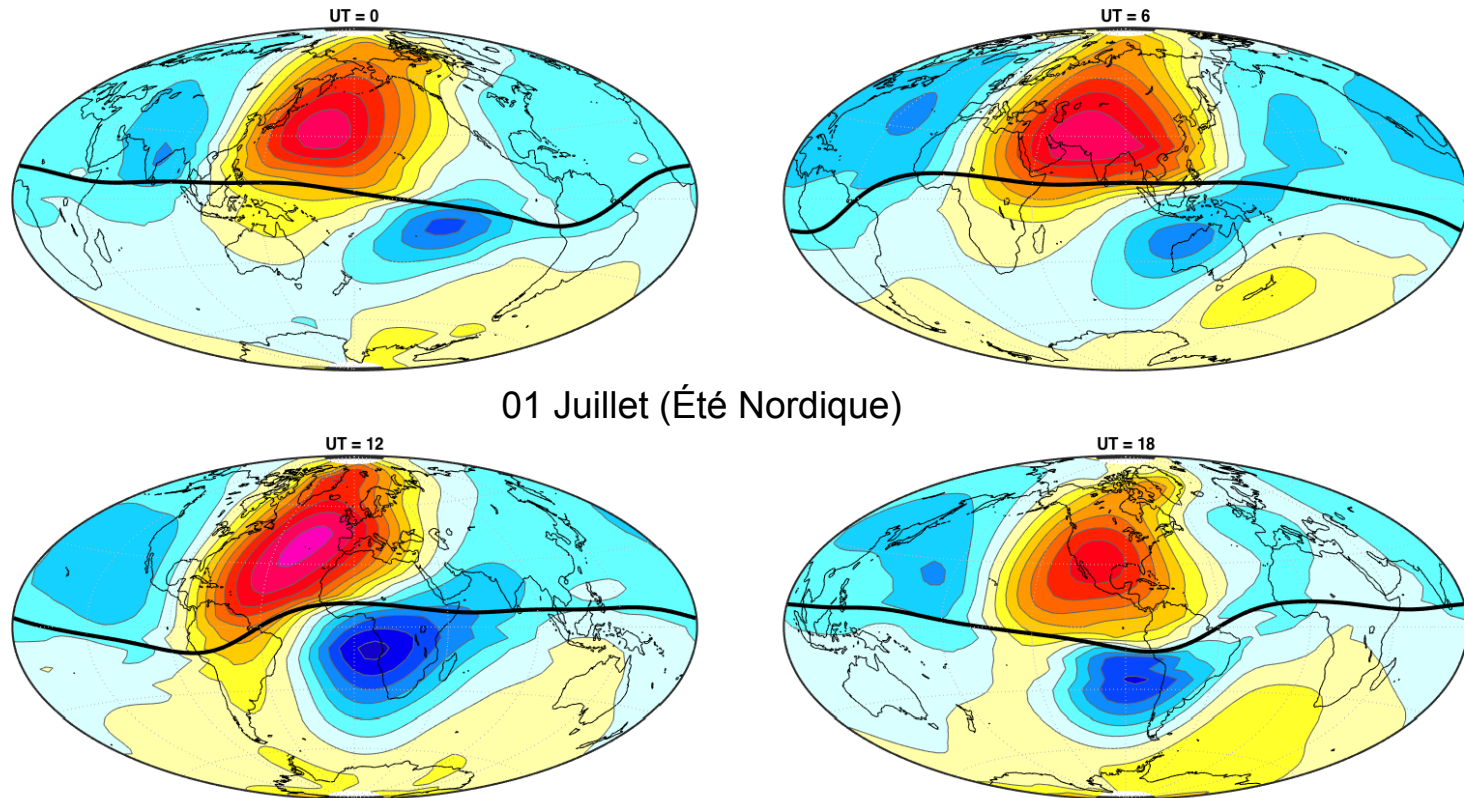 UT = 0
UT = 6
01 Juillet (Été Nordique)
UT = 12
UT = 18